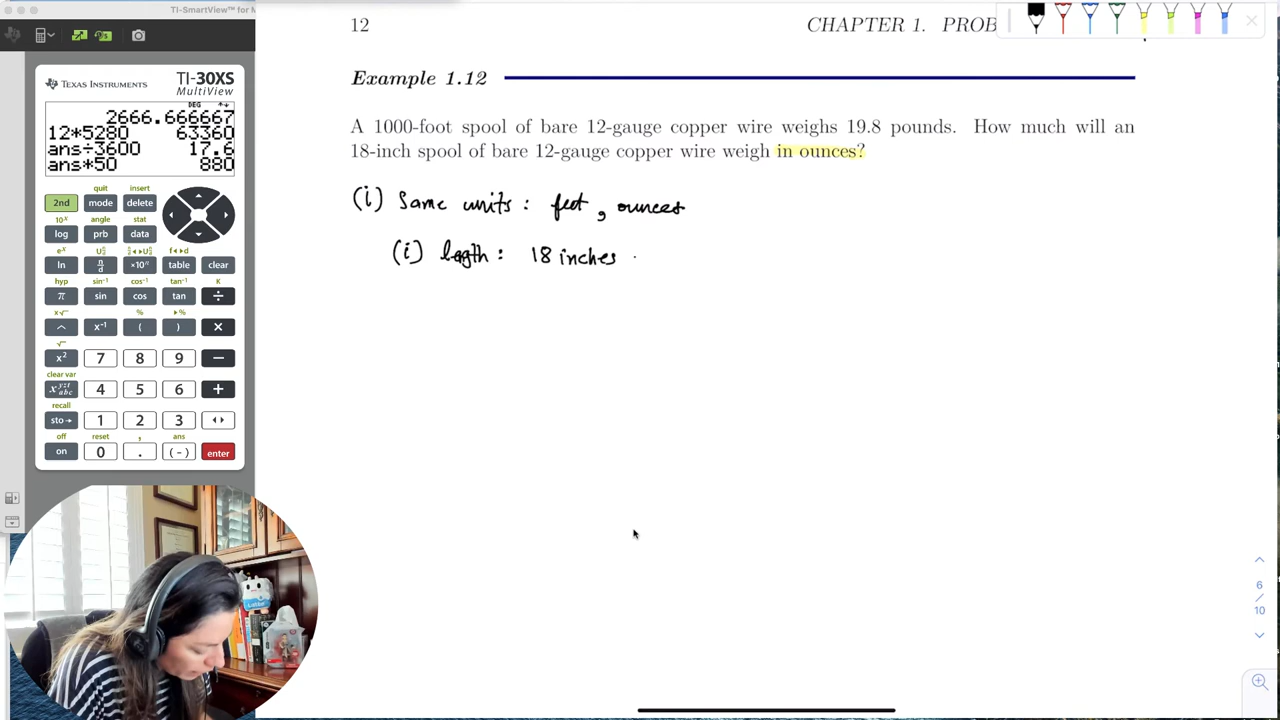 TI-SmartView™ for M
12
CHAPTER 1. PROB
Example 1.12
A 1000-foot spool of bare 12-gauge copper wire weighs 19.8 pounds. How much will an
18-inch spool of bare 12-gauge copper wire weigh in ounces?
(i) Same units : feet , ounces
(i) legth : 18 inches
TEXAS INSTRUMENTS
TI-30XS
MultiView
DEG
2666.666667
12*5280 63360
ans÷3600 17.6
ans*50 880
quit insert
2nd mode delete
10ˣ angle stat
log prb data
eˣ f◄►d
ln n/d ×10ⁿ table clear
hyp sin⁻¹ cos⁻¹ tan⁻¹ K
π sin cos tan ÷
x√ % ►%
^ x⁻¹ ( ) ×
√
x² 7 8 9 −
clear var
x yzt abc 4 5 6 +
recall
sto→ 1 2 3 ◄►
off reset , ans
on 0 . (-) enter
6
/
10